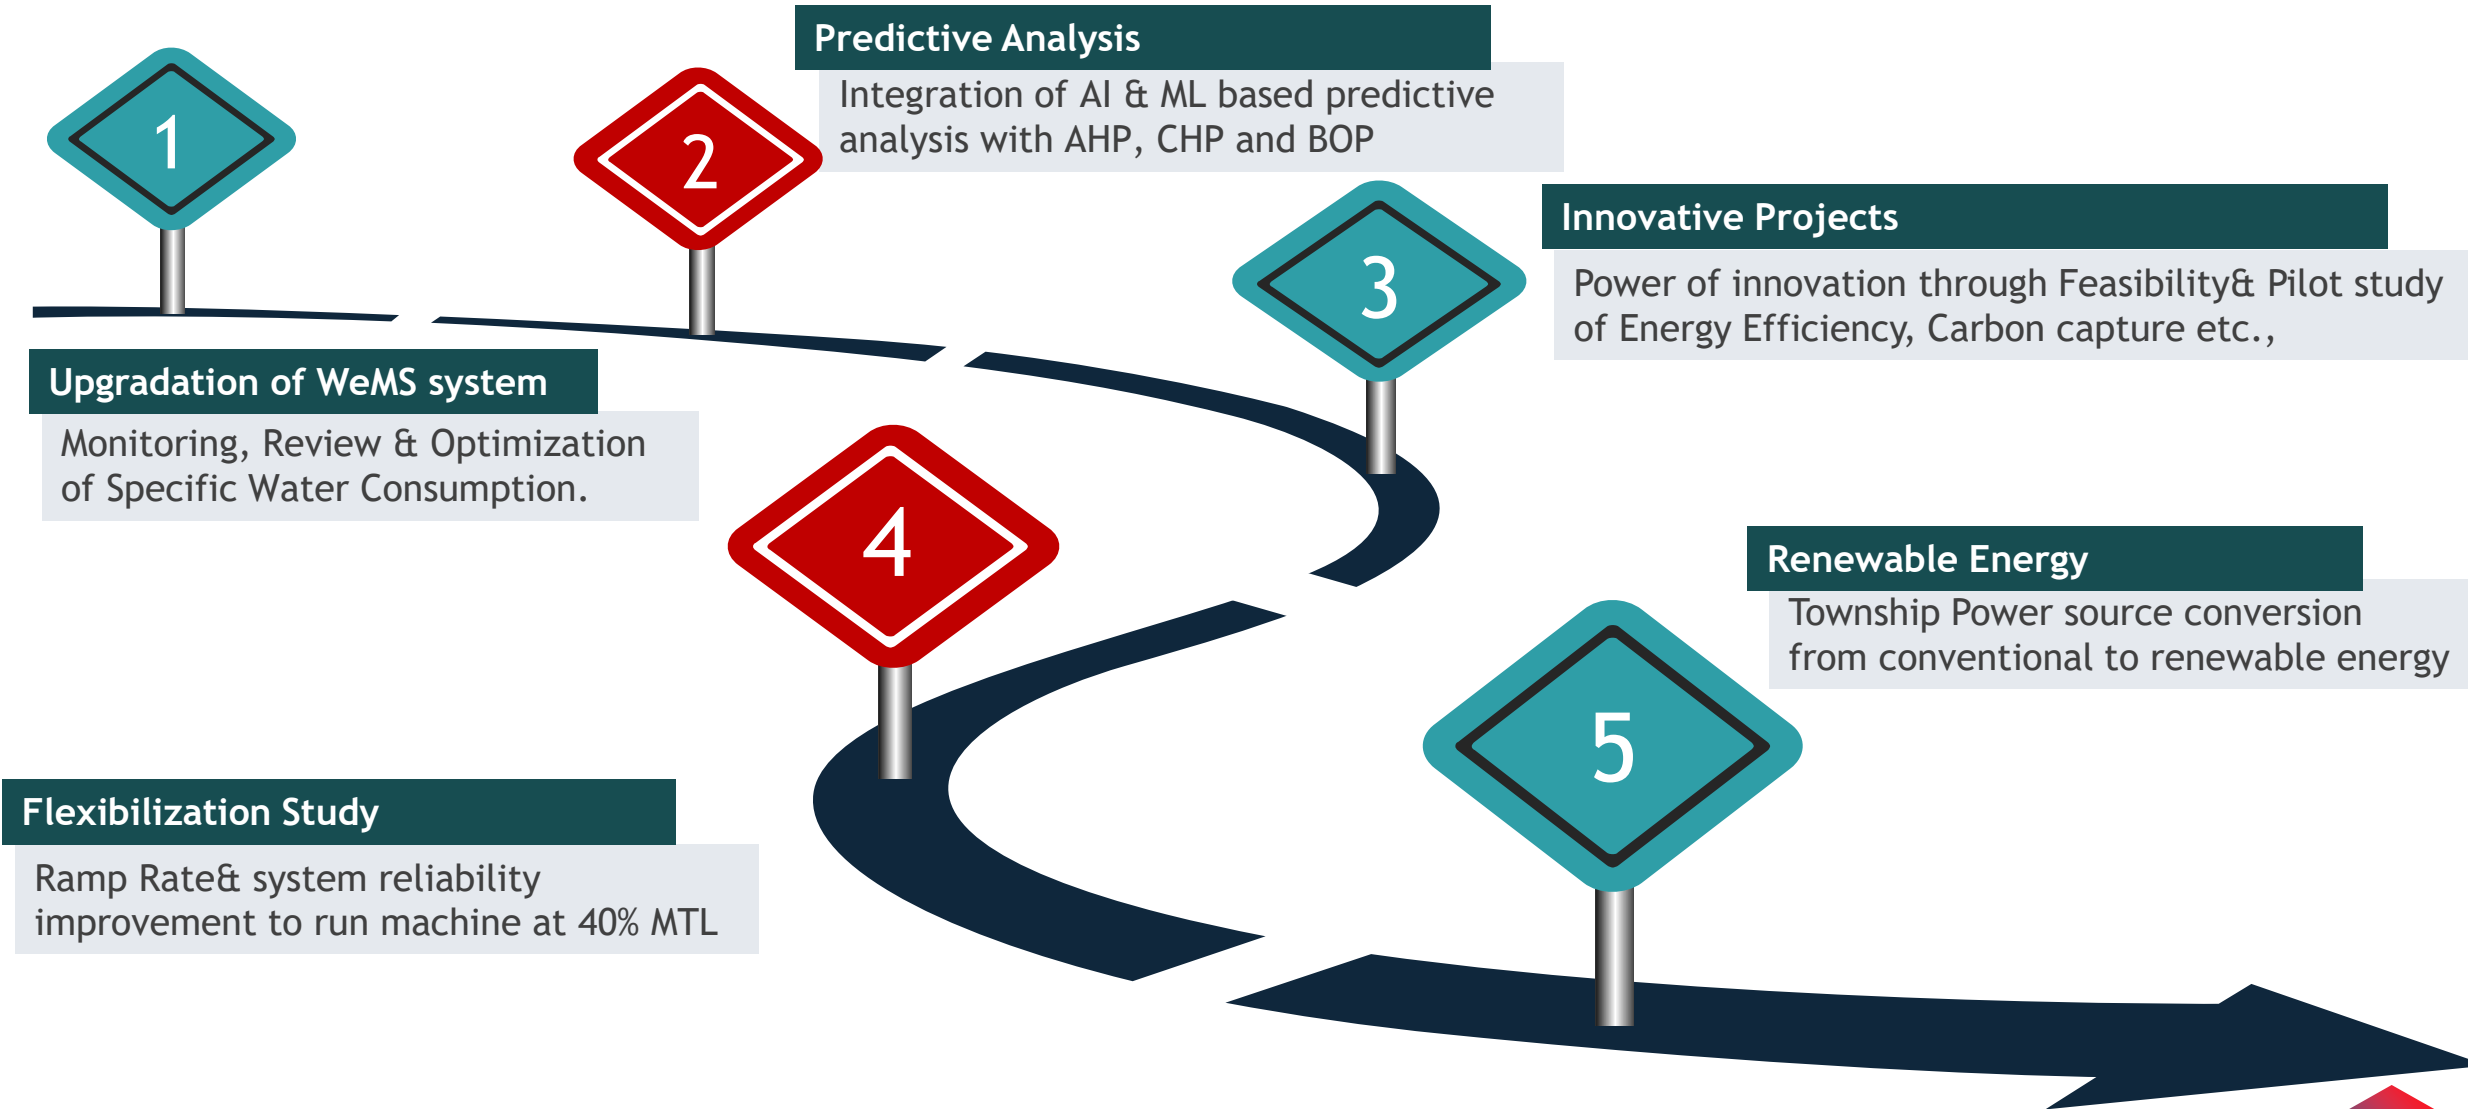 1
Upgradation of WeMS system
Monitoring, Review & Optimization
of Specific Water Consumption.
2
Predictive Analysis
Integration of AI & ML based predictive
analysis with AHP, CHP and BOP
3
Innovative Projects
Power of innovation through Feasibility& Pilot study
of Energy Efficiency, Carbon capture etc.,
4
Flexibilization Study
Ramp Rate& system reliability
improvement to run machine at 40% MTL
5
Renewable Energy
Township Power source conversion
from conventional to renewable energy